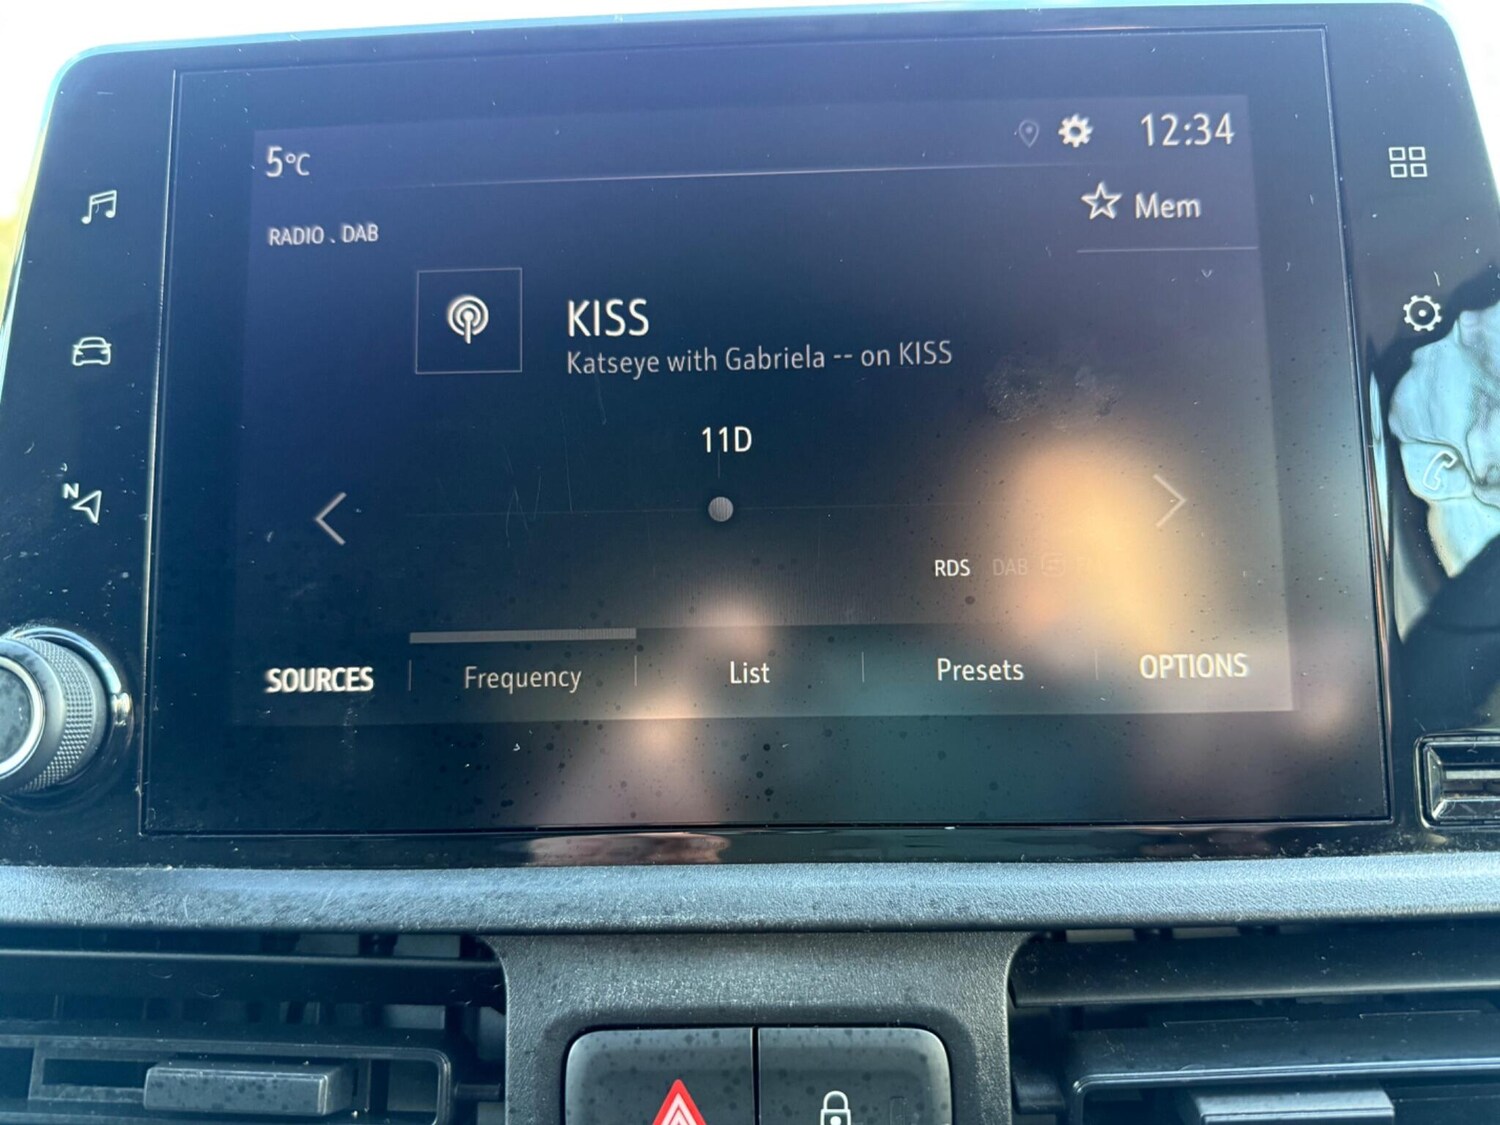 5°C
12:34
Mem
RADIO . DAB
KISS
Katseye with Gabriela -- on KISS
11D
N
RDS DAB
SOURCES
Frequency
List
Presets
OPTIONS